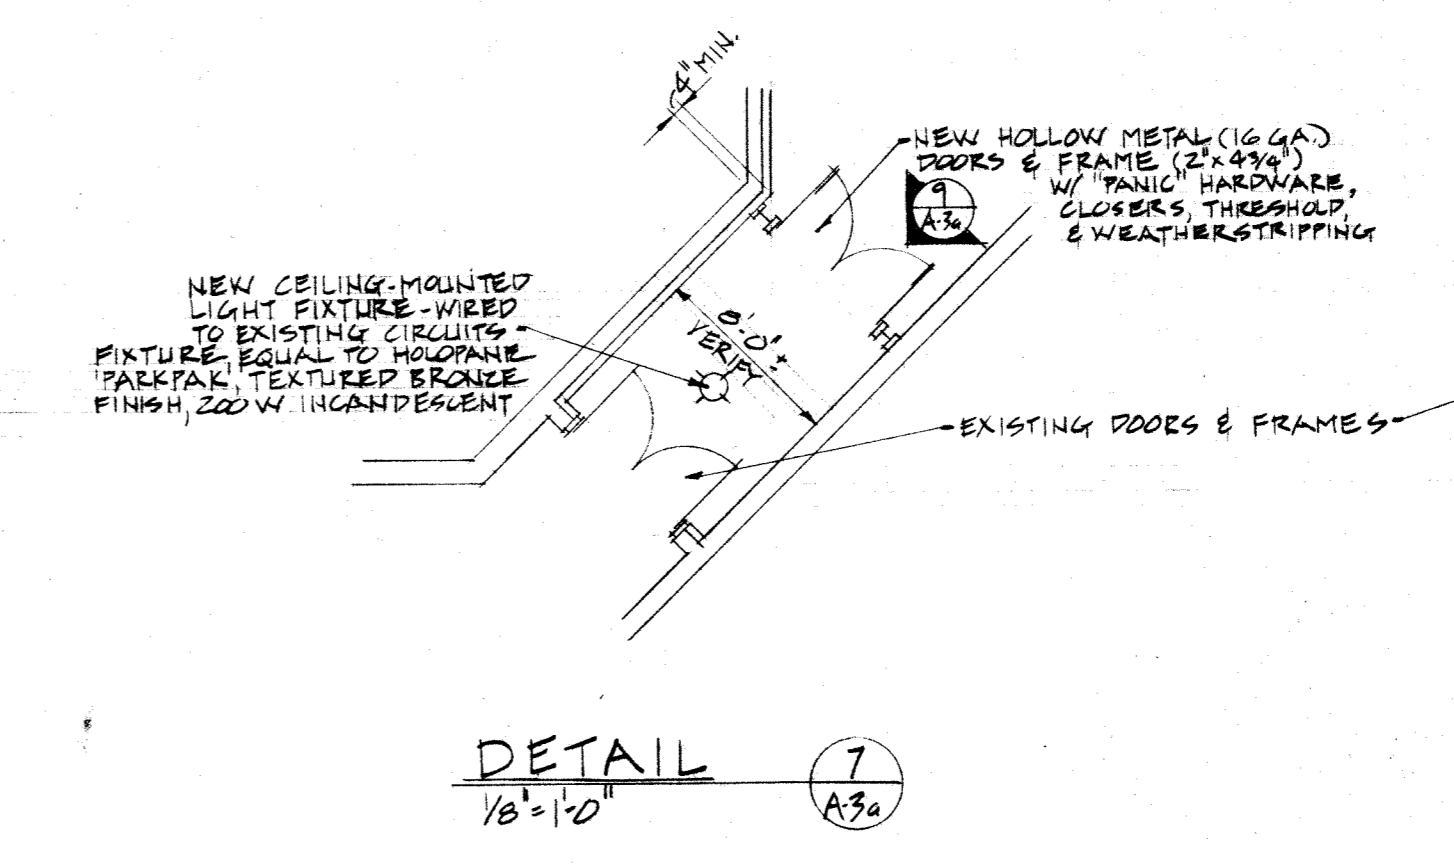 4" MIN.
NEW HOLLOW METAL (16 GA.)
DOORS & FRAME (2"x 4 3/4")
W/ "PANIC" HARDWARE,
CLOSERS, THRESHOLD,
& WEATHERSTRIPPING
9
A-3a
NEW CEILING-MOUNTED
LIGHT FIXTURE-WIRED
TO EXISTING CIRCUITS-
FIXTURE EQUAL TO HOLOPANE
'PARKPAK', TEXTURED BRONZE
FINISH, 200 W INCANDESCENT
8'-0" ±
VERIFY
EXISTING DOORS & FRAMES
DETAIL
1/8"=1'-0"
7
A-3a